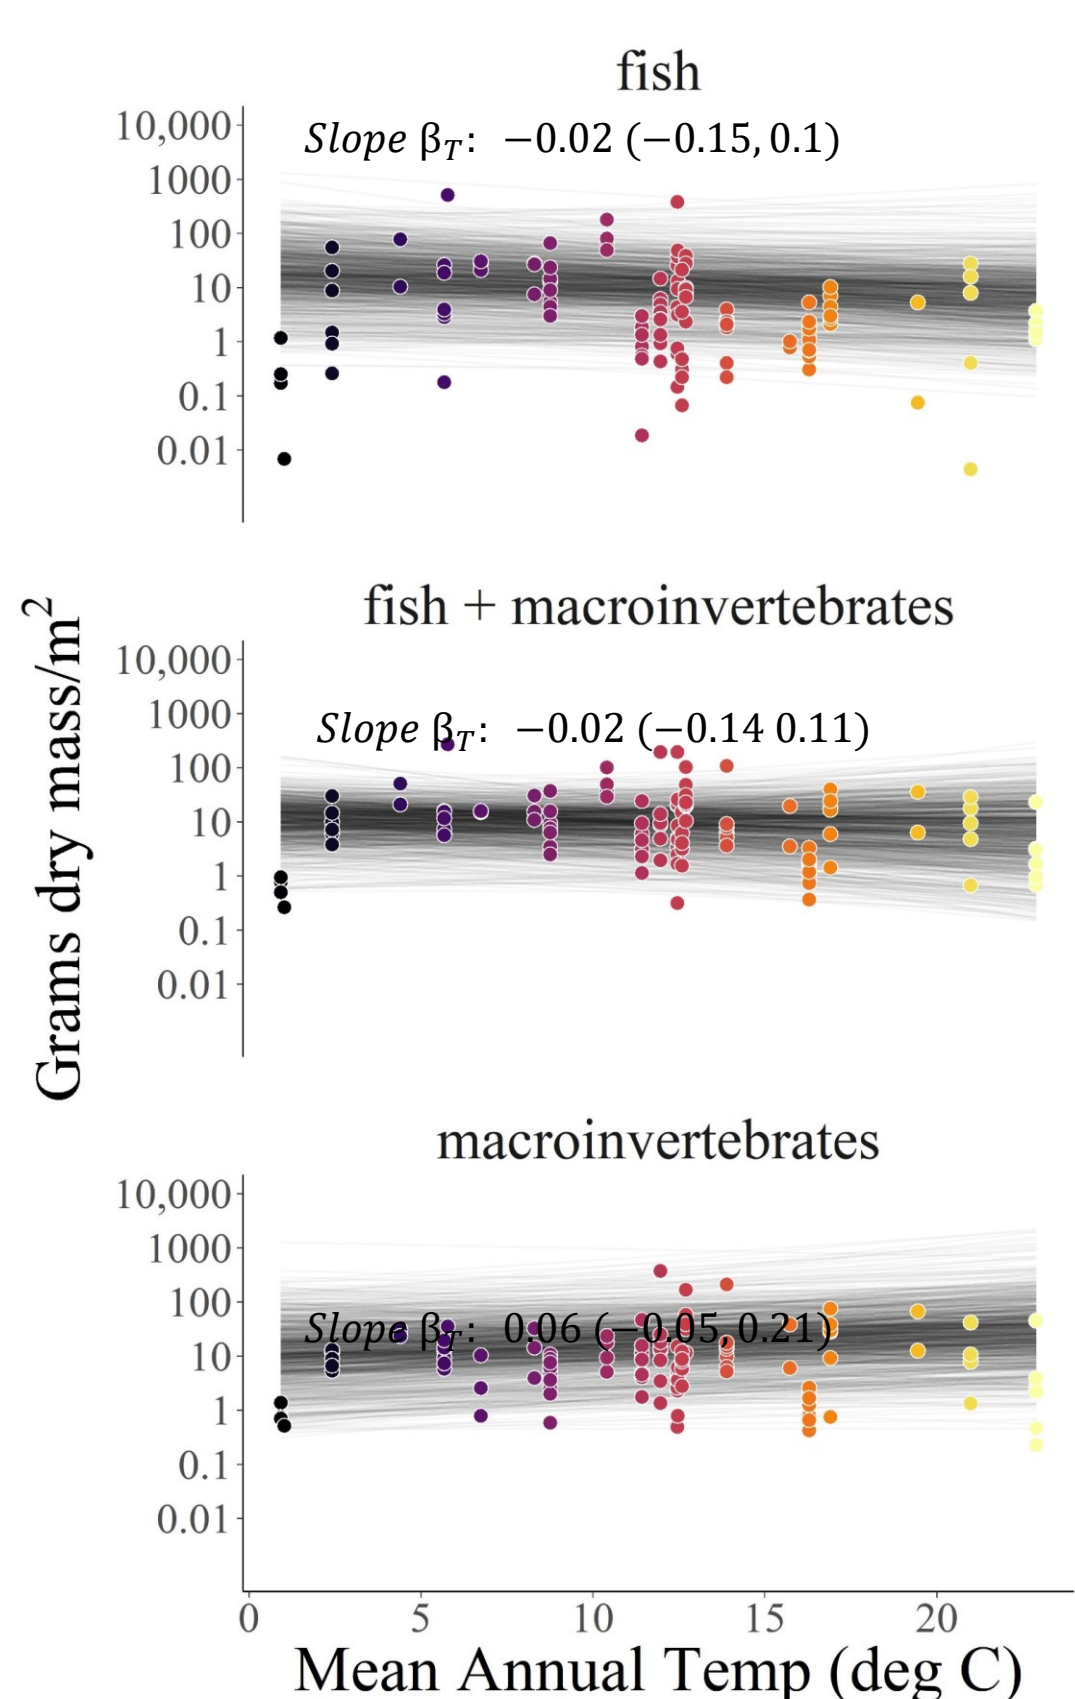 fish
10,000
Slope βT: −0.02 (−0.15, 0.1)
1000
100
10
1
0.1
0.01
Grams dry mass/m2
fish + macroinvertebrates
10,000
1000
Slope βT: −0.02 (−0.14 0.11)
100
10
1
0.1
0.01
macroinvertebrates
10,000
1000
100
Slope βT: 0.06 (−0.05, 0.21)
10
1
0.1
0.01
0 5 10 15 20
Mean Annual Temp (deg C)